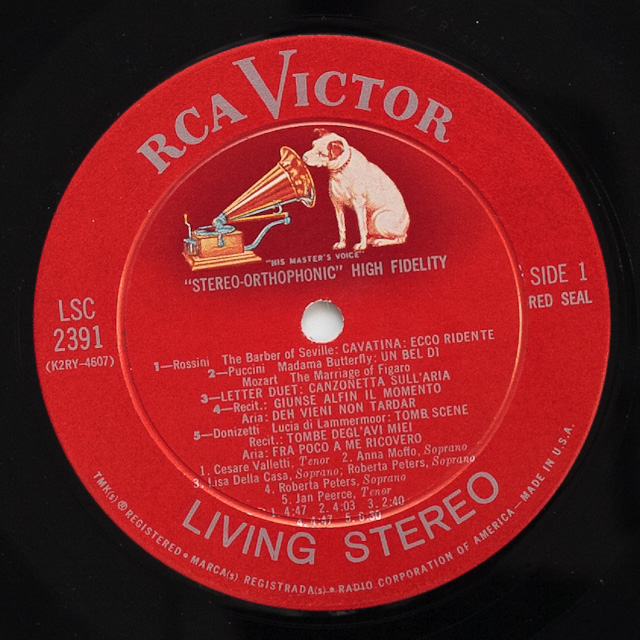 RCA VICTOR
"HIS MASTER'S VOICE"
"STEREO-ORTHOPHONIC" HIGH FIDELITY
LSC
2391
(K2RY-4607)
SIDE 1
RED SEAL
1—Rossini The Barber of Seville: CAVATINA: ECCO RIDENTE
2—Puccini Madama Butterfly: UN BEL DI
Mozart The Marriage of Figaro
3—LETTER DUET: CANZONETTA SULL'ARIA
4—Recit.: GIUNSE ALFIN IL MOMENTO
Aria: DEH VIENI NON TARDAR
5—Donizetti Lucia di Lammermoor: TOMB SCENE
Recit.: TOMBE DEGL'AVI MIEI
Aria: FRA POCO A ME RICOVERO
1. Cesare Valletti, Tenor 2. Anna Moffo, Soprano
3. Lisa Della Casa, Soprano; Roberta Peters, Soprano
4. Roberta Peters, Soprano
5. Jan Peerce, Tenor
1. 4:47 2. 4:03 3. 2:40
4. 4:47 5. 6:30
LIVING STEREO
TMK(s) ® REGISTERED • MARCA(s) REGISTRADA(s) • RADIO CORPORATION OF AMERICA—MADE IN U.S.A.